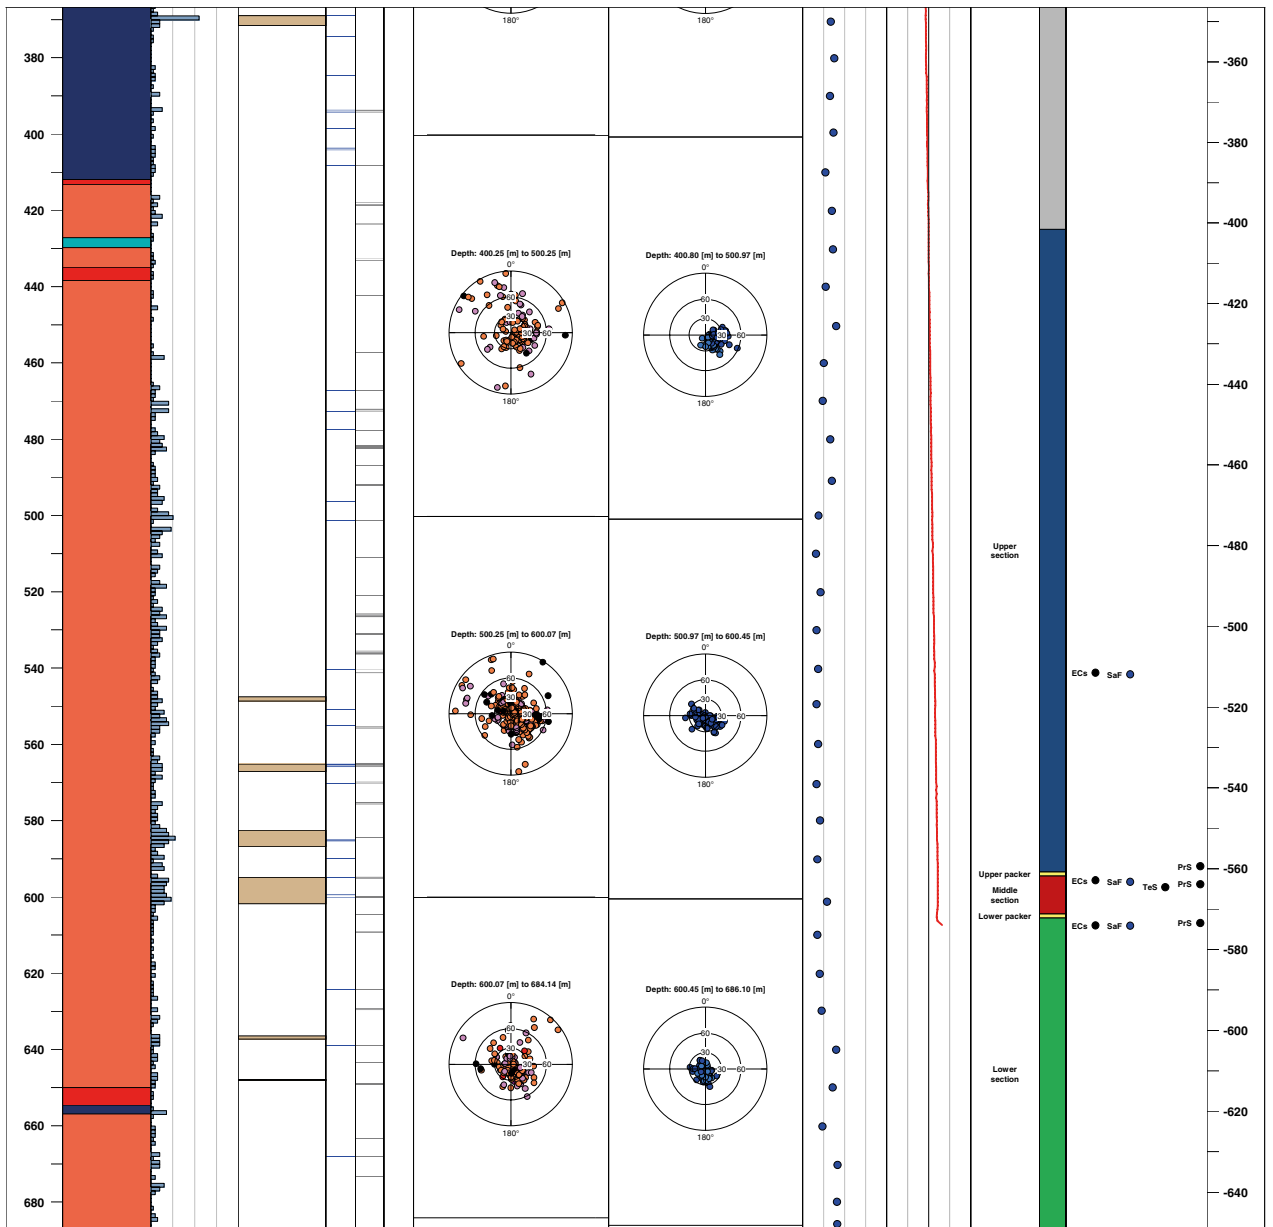 180°
180°
380
-360
400
-380
420
-400
Depth: 400.25 [m] to 500.25 [m]
Depth: 400.80 [m] to 500.97 [m]
0°
0°
440
-420
60
60
30
30
30
60
30
60
460
-440
180°
180°
480
-460
500
-480
Upper
section
520
-500
Depth: 500.25 [m] to 600.07 [m]
Depth: 500.97 [m] to 600.45 [m]
0°
0°
540
ECs
SaF
60
60
30
30
30
60
30
60
-520
560
-540
180°
180°
580
-560
PrS
Upper packer
ECs
SaF
TeS
PrS
Middle
section
600
Lower packer
ECs
SaF
PrS
-580
620
Depth: 600.07 [m] to 684.14 [m]
Depth: 600.45 [m] to 686.10 [m]
0°
0°
-600
60
60
640
30
30
30
60
30
60
Lower
section
-620
660
180°
180°
-640
680